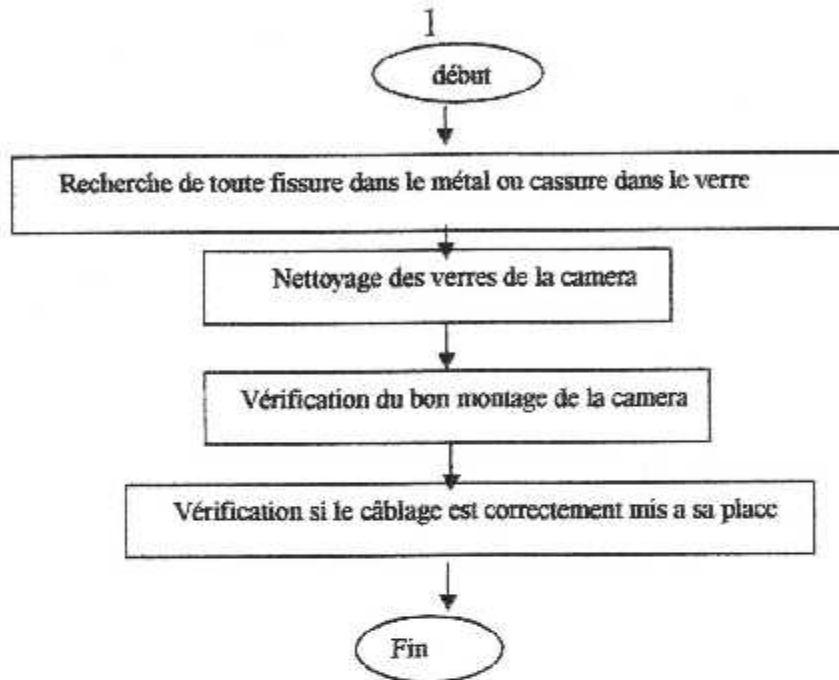 1
début
Recherche de toute fissure dans le métal ou cassure dans le verre
Nettoyage des verres de la camera
Vérification du bon montage de la camera
Vérification si le câblage est correctement mis a sa place
Fin